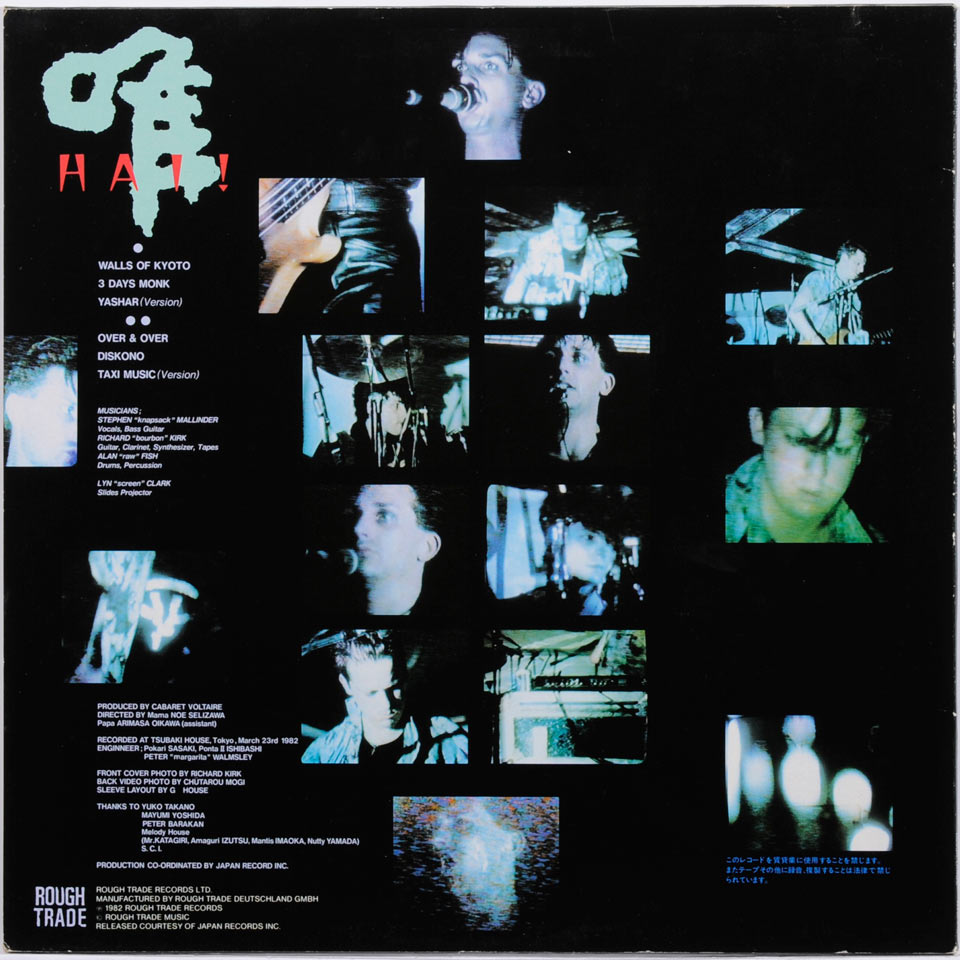 唯
HAI!
●
WALLS OF KYOTO
3 DAYS MONK
YASHAR (Version)
●●
OVER & OVER
DISKONO
TAXI MUSIC (Version)
MUSICIANS;
STEPHEN "knapsack" MALLINDER
Vocals, Bass Guitar
RICHARD "bourbon" KIRK
Guitar, Clarinet, Synthesizer, Tapes
ALAN "raw" FISH
Drums, Percussion
LYN "screen" CLARK
Slides Projector
PRODUCED BY CABARET VOLTAIRE
DIRECTED BY Mama NOE SELIZAWA
Papa ARIMASA OIKAWA (assistant)
RECORDED AT TSUBAKI HOUSE, Tokyo, March 23rd 1982
ENGINNEER; Pokari SASAKI, Ponta II ISHIBASHI
PETER "margarita" WALMSLEY
FRONT COVER PHOTO BY RICHARD KIRK
BACK VIDEO PHOTO BY CHUTAROU MOGI
SLEEVE LAYOUT BY G HOUSE
THANKS TO YUKO TAKANO
MAYUMI YOSHIDA
PETER BARAKAN
Melody House
(Mr.KATAGIRI, Amaguri IZUTSU, Mantis IMAOKA, Nutty YAMADA)
S. C. I.
PRODUCTION CO-ORDINATED BY JAPAN RECORD INC.
このレコードを賃貸業に使用することを禁じます。
またテープその他に録音、複製することは法律で禁じ
られています。
ROUGH
TRADE
ROUGH TRADE RECORDS LTD.
MANUFACTURED BY ROUGH TRADE DEUTSCHLAND GMBH
℗ 1982 ROUGH TRADE RECORDS
© ROUGH TRADE MUSIC
RELEASED COURTESY OF JAPAN RECORDS INC.